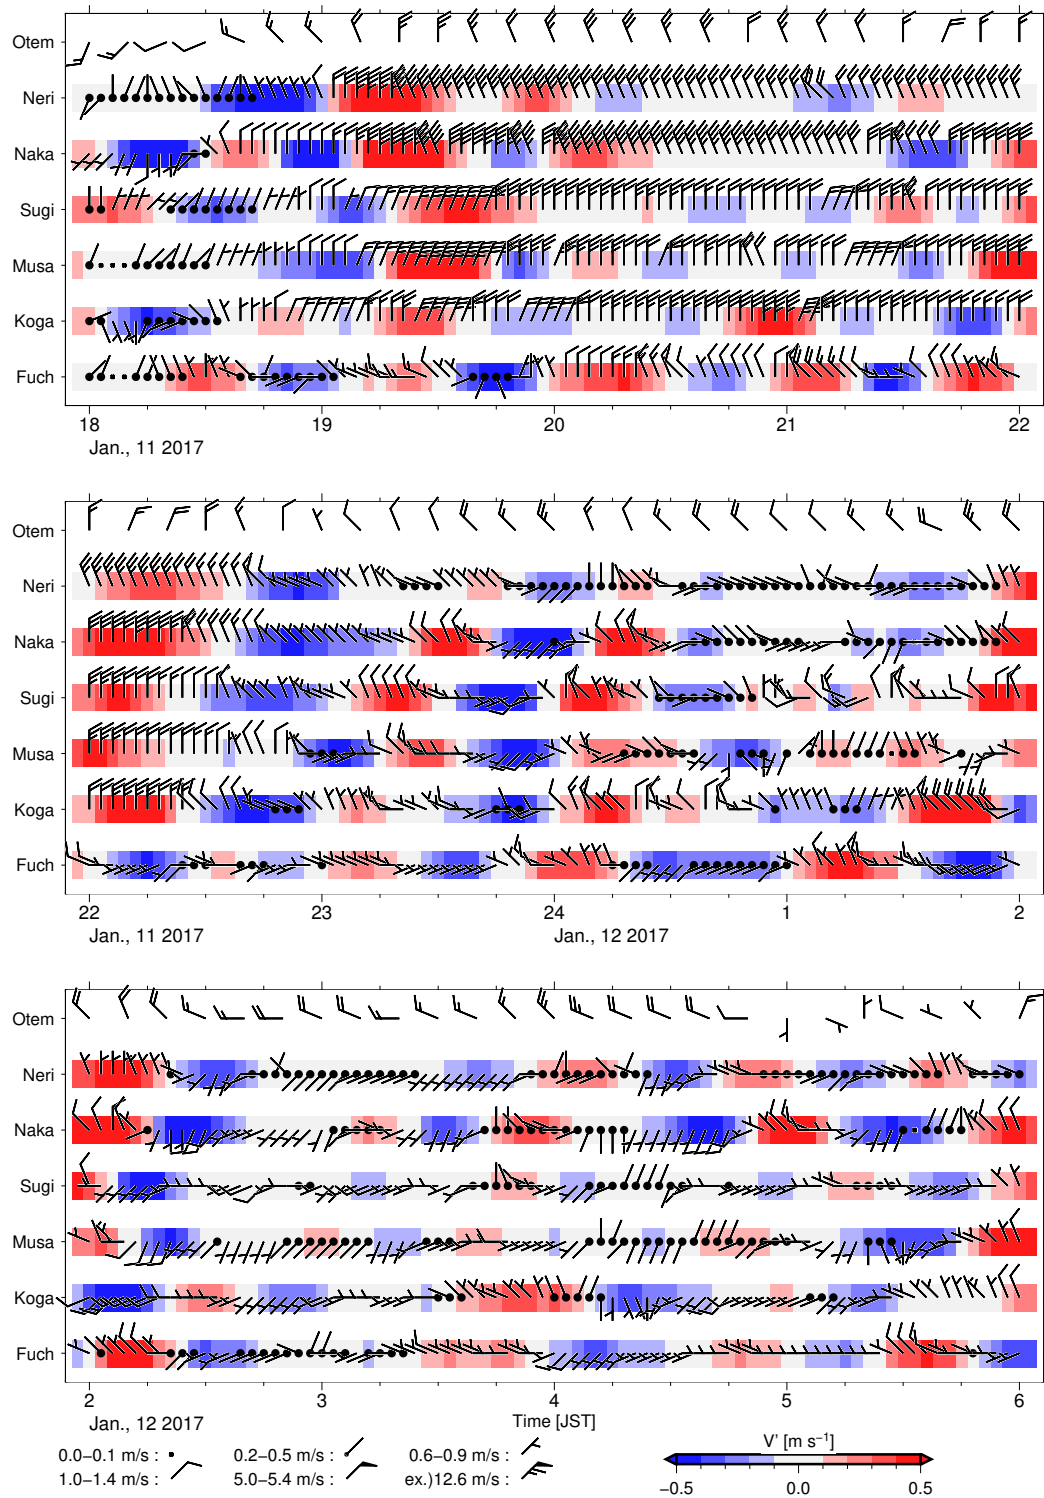 Otem
Neri
Naka
Sugi
Musa
Koga
Fuch
18 19 20 21 22
Jan., 11 2017
Otem
Neri
Naka
Sugi
Musa
Koga
Fuch
22 23 24 1 2
Jan., 11 2017 Jan., 12 2017
Otem
Neri
Naka
Sugi
Musa
Koga
Fuch
2 3 4 5 6
Jan., 12 2017 Time [JST]
0.0−0.1 m/s : 0.2−0.5 m/s : 0.6−0.9 m/s :
1.0−1.4 m/s : 5.0−5.4 m/s : ex.)12.6 m/s :
V' [m s⁻¹]
−0.5 0.0 0.5